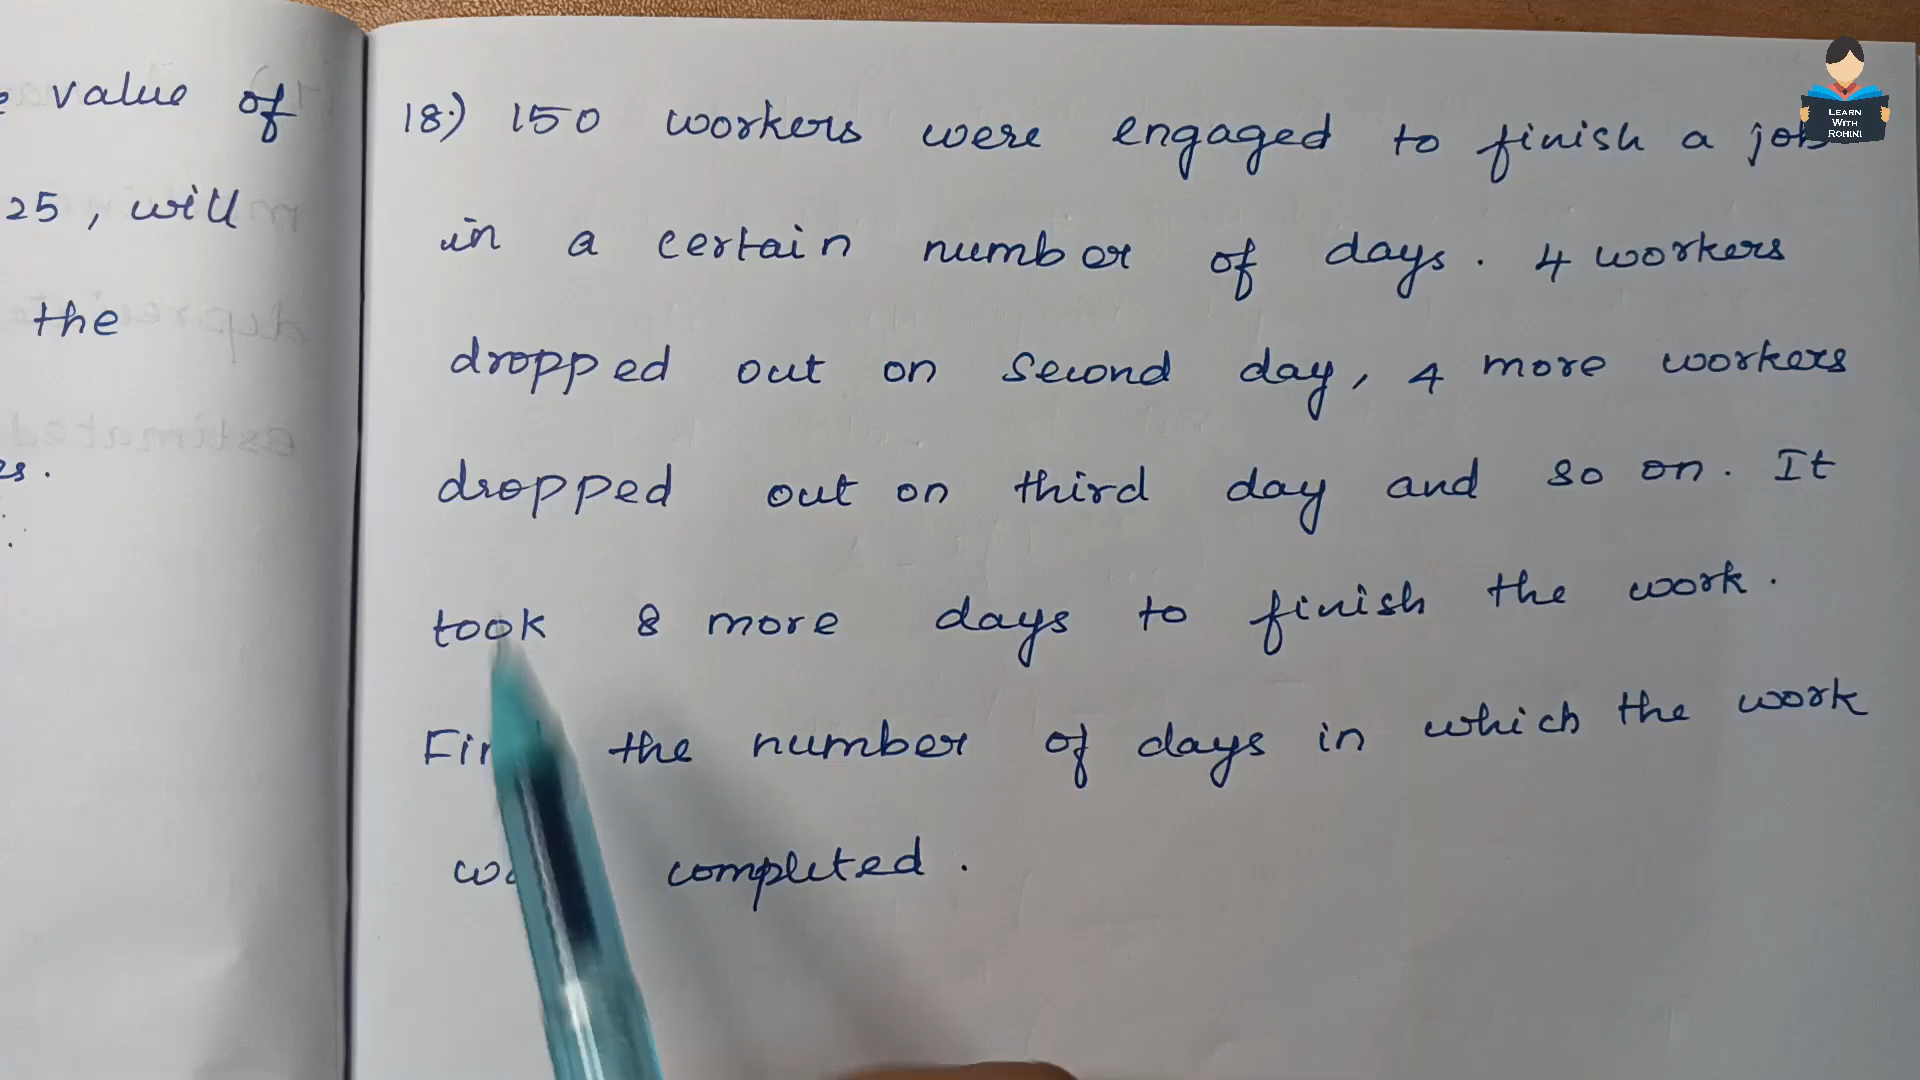 value of
25, will
the
es.
18.) 150 workers were engaged to finish a job
in a certain number of days. 4 workers
dropped out on second day, 4 more workers
dropped out on third day and so on. It
took 8 more days to finish the work.
the number of days in which the work
completed.
LEARN
WITH
ROHINI